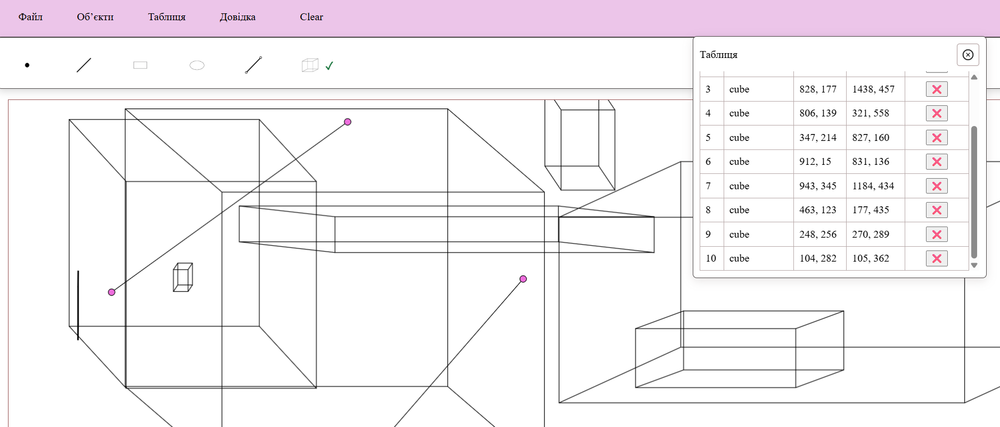 Файл Об’єкти Таблиця Довідка Clear
Таблиця
3 cube 828, 177 1438, 457
4 cube 806, 139 321, 558
5 cube 347, 214 827, 160
6 cube 912, 15 831, 136
7 cube 943, 345 1184, 434
8 cube 463, 123 177, 435
9 cube 248, 256 270, 289
10 cube 104, 282 105, 362